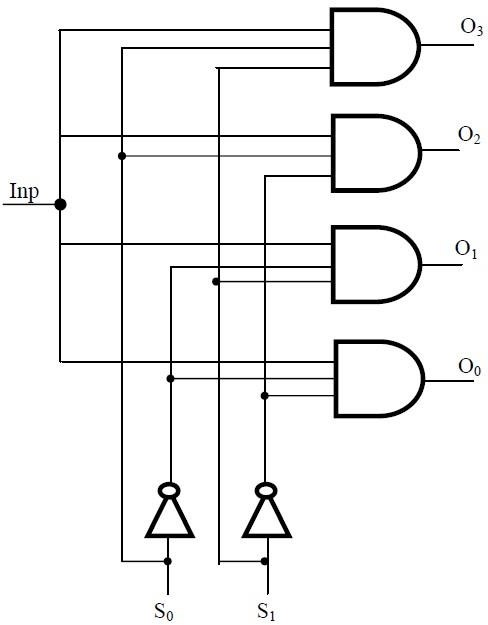 O₃
O₂
Inp
O₁
O₀
S₀ S₁